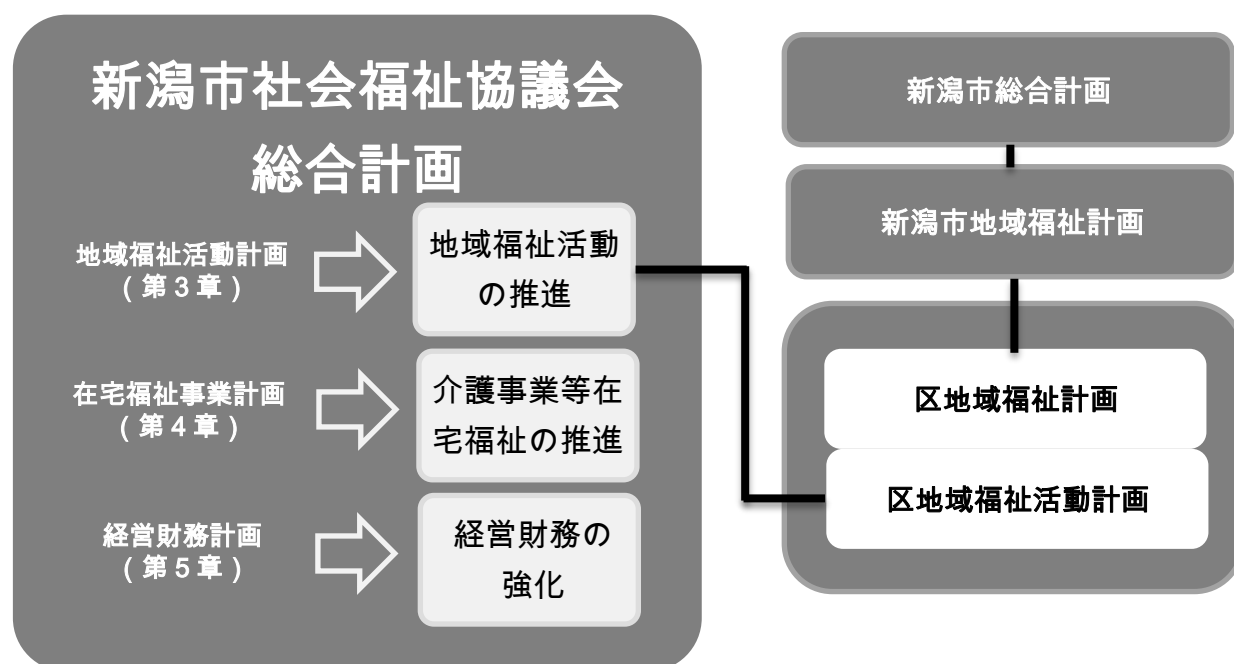 新潟市社会福祉協議会
総合計画
地域福祉活動計画
（第３章）
地域福祉活動
の推進
在宅福祉事業計画
（第４章）
介護事業等在
宅福祉の推進
経営財務計画
（第５章）
経営財務の
強化
新潟市総合計画
新潟市地域福祉計画
区地域福祉計画
区地域福祉活動計画